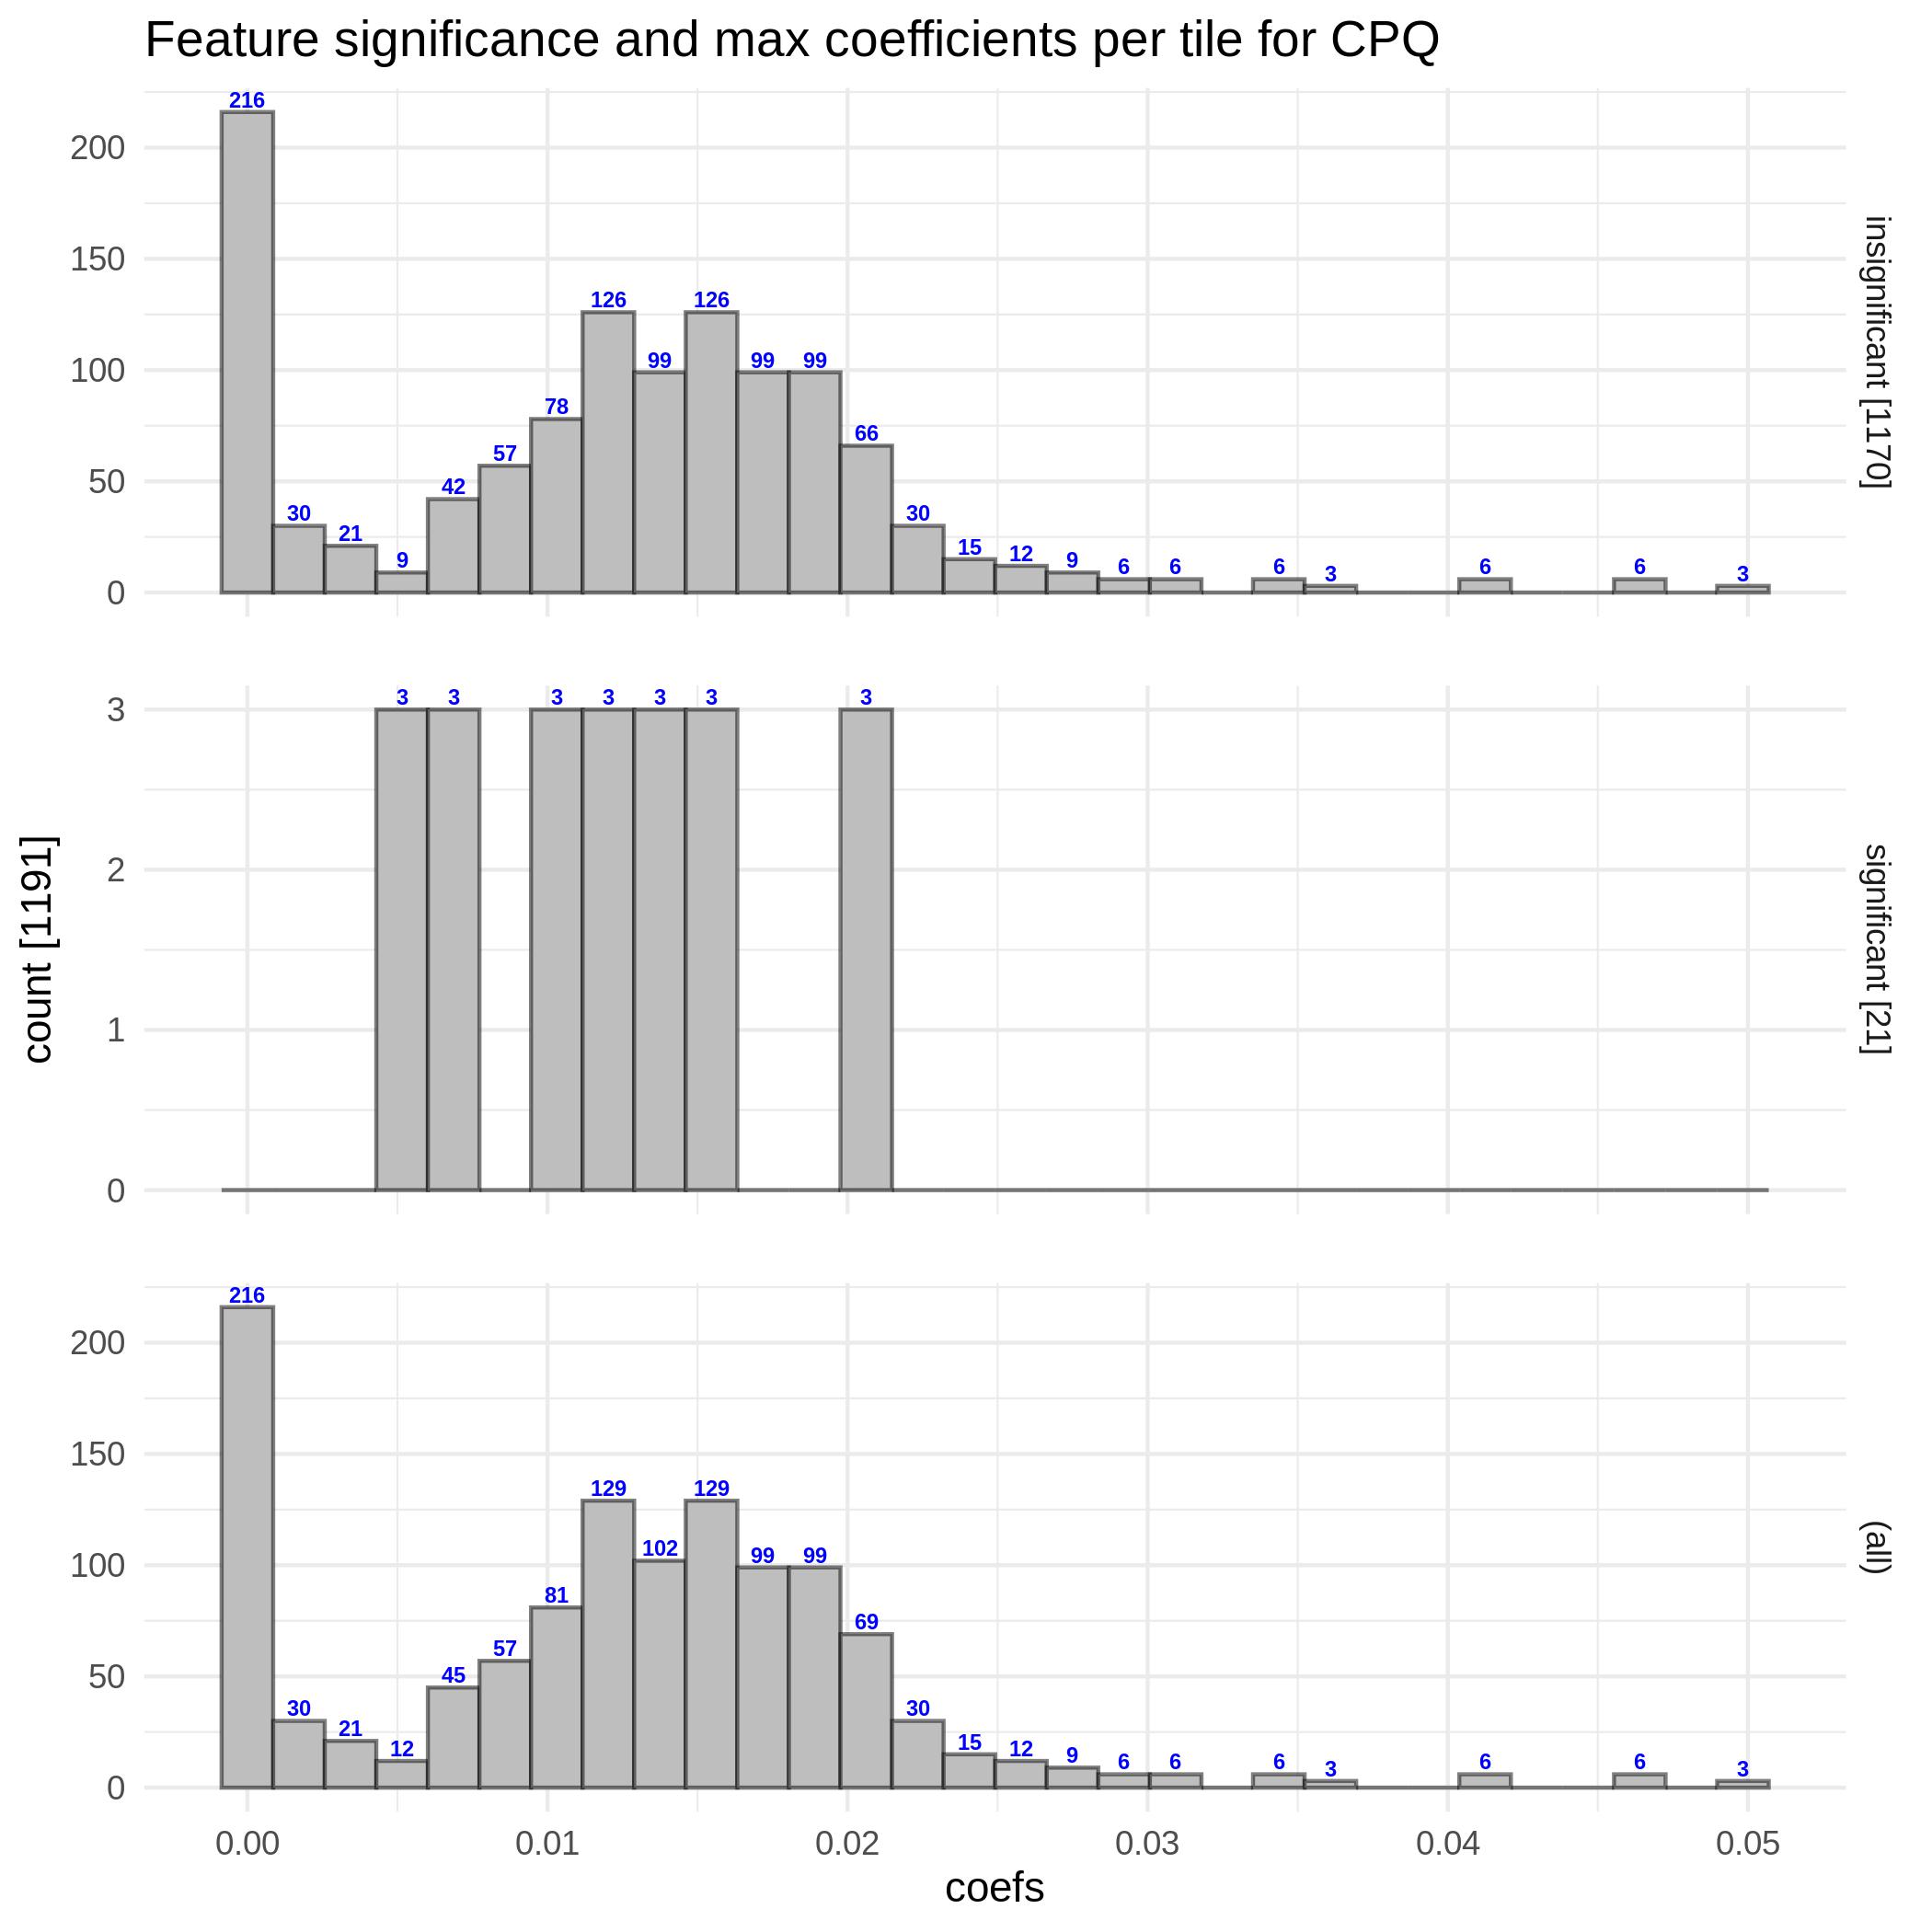 Feature significance and max coefficients per tile for CPQ
216
200
150
126 126
100
99 99 99
78
66
57
50
42
30 21 9 30 15 12 9 6 6 6 3 6 6 3
0
insignificant [1170]
3 3 3 3 3 3 3
3
2
1
0
significant [21]
count [1191]
216
200
150
129 129
102 99 99
100
81
69
57
50
45
30 21 12 30 15 12 9 6 6 6 3 6 6 3
0
(all)
0.00 0.01 0.02 0.03 0.04 0.05
coefs